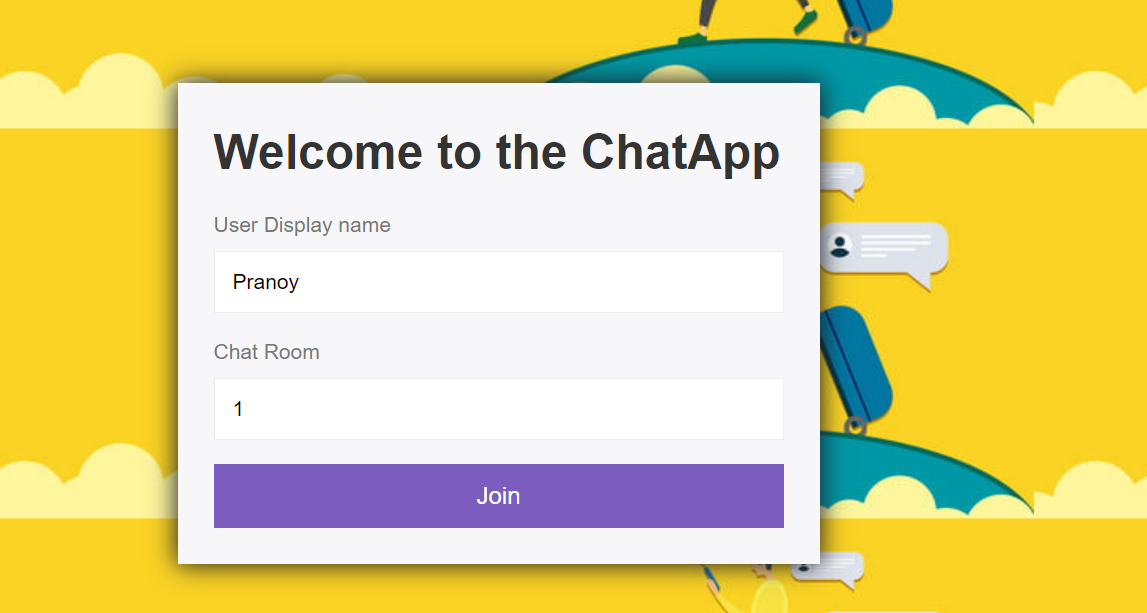 Welcome to the ChatApp
User Display name
Pranoy
Chat Room
1
Join